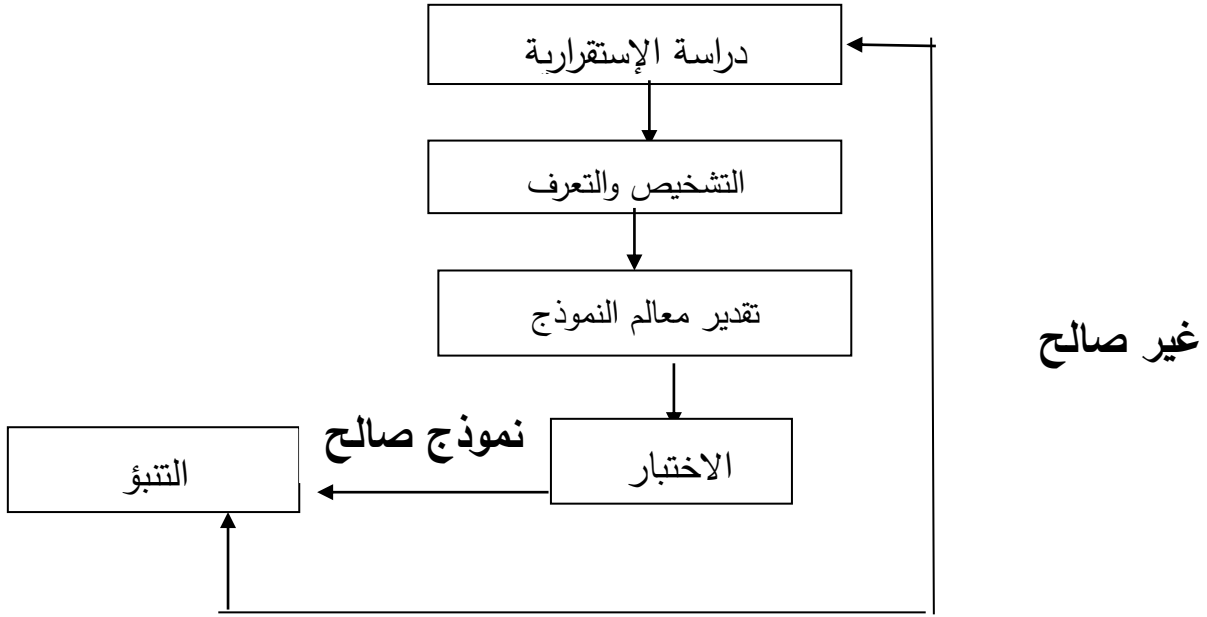 دراسة الإستقرارية
التشخيص والتعرف
تقدير معالم النموذج
غير صالح
نموذج صالح
الاختبار
التنبؤ